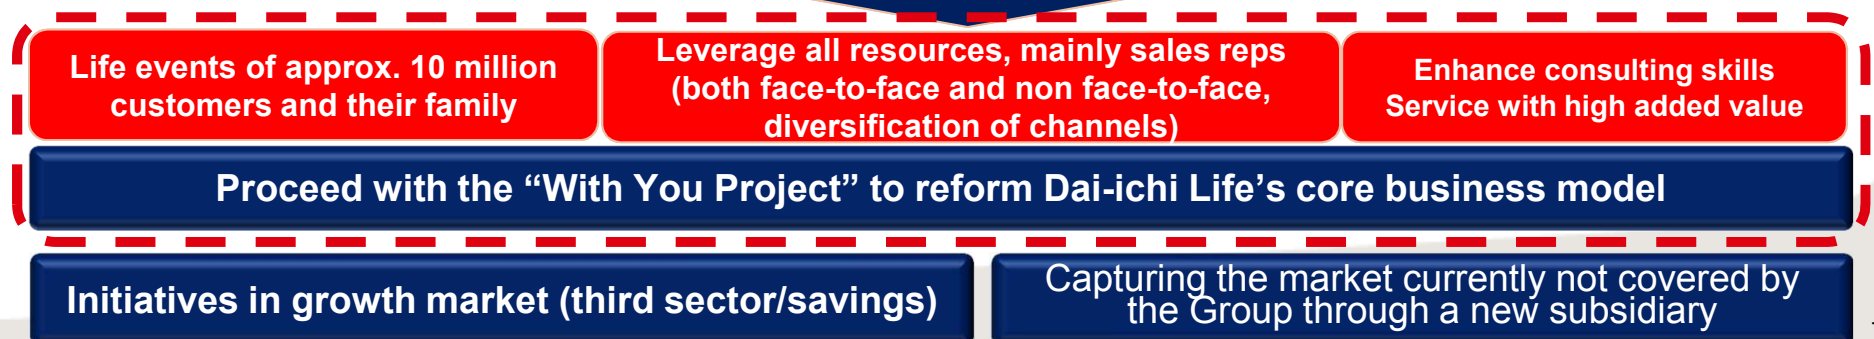 Life events of approx. 10 million
customers and their family
Leverage all resources, mainly sales reps
(both face-to-face and non face-to-face,
diversification of channels)
Enhance consulting skills
Service with high added value
Proceed with the “With You Project” to reform Dai-ichi Life’s core business model
Initiatives in growth market (third sector/savings)
Capturing the market currently not covered by
the Group through a new subsidiary